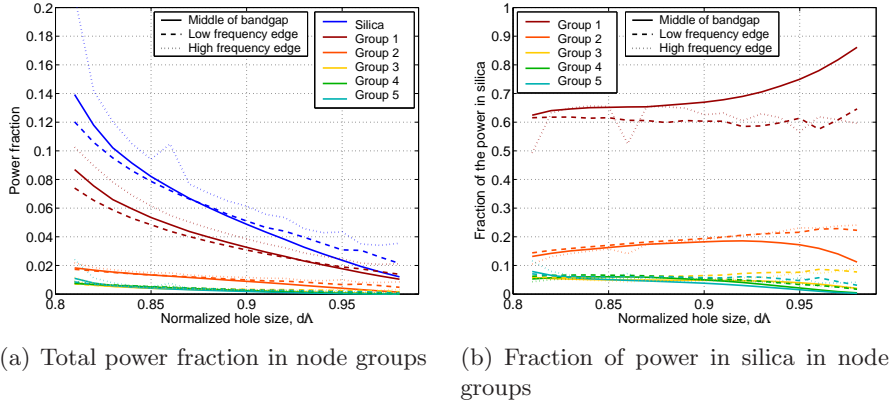 0.2
0.18
0.16
0.14
0.12
0.1
0.08
0.06
0.04
0.02
0
0.8
0.85
0.9
0.95
Power fraction
Normalized hole size, dΛ
Middle of bandgap
Low frequency edge
High frequency edge
Silica
Group 1
Group 2
Group 3
Group 4
Group 5
1
0.9
0.8
0.7
0.6
0.5
0.4
0.3
0.2
0.1
0
0.8
0.85
0.9
0.95
Fraction of the power in silica
Normalized hole size, dΛ
Group 1
Group 2
Group 3
Group 4
Group 5
Middle of bandgap
Low frequency edge
High frequency edge
(a) Total power fraction in node groups
(b) Fraction of power in silica in node
groups